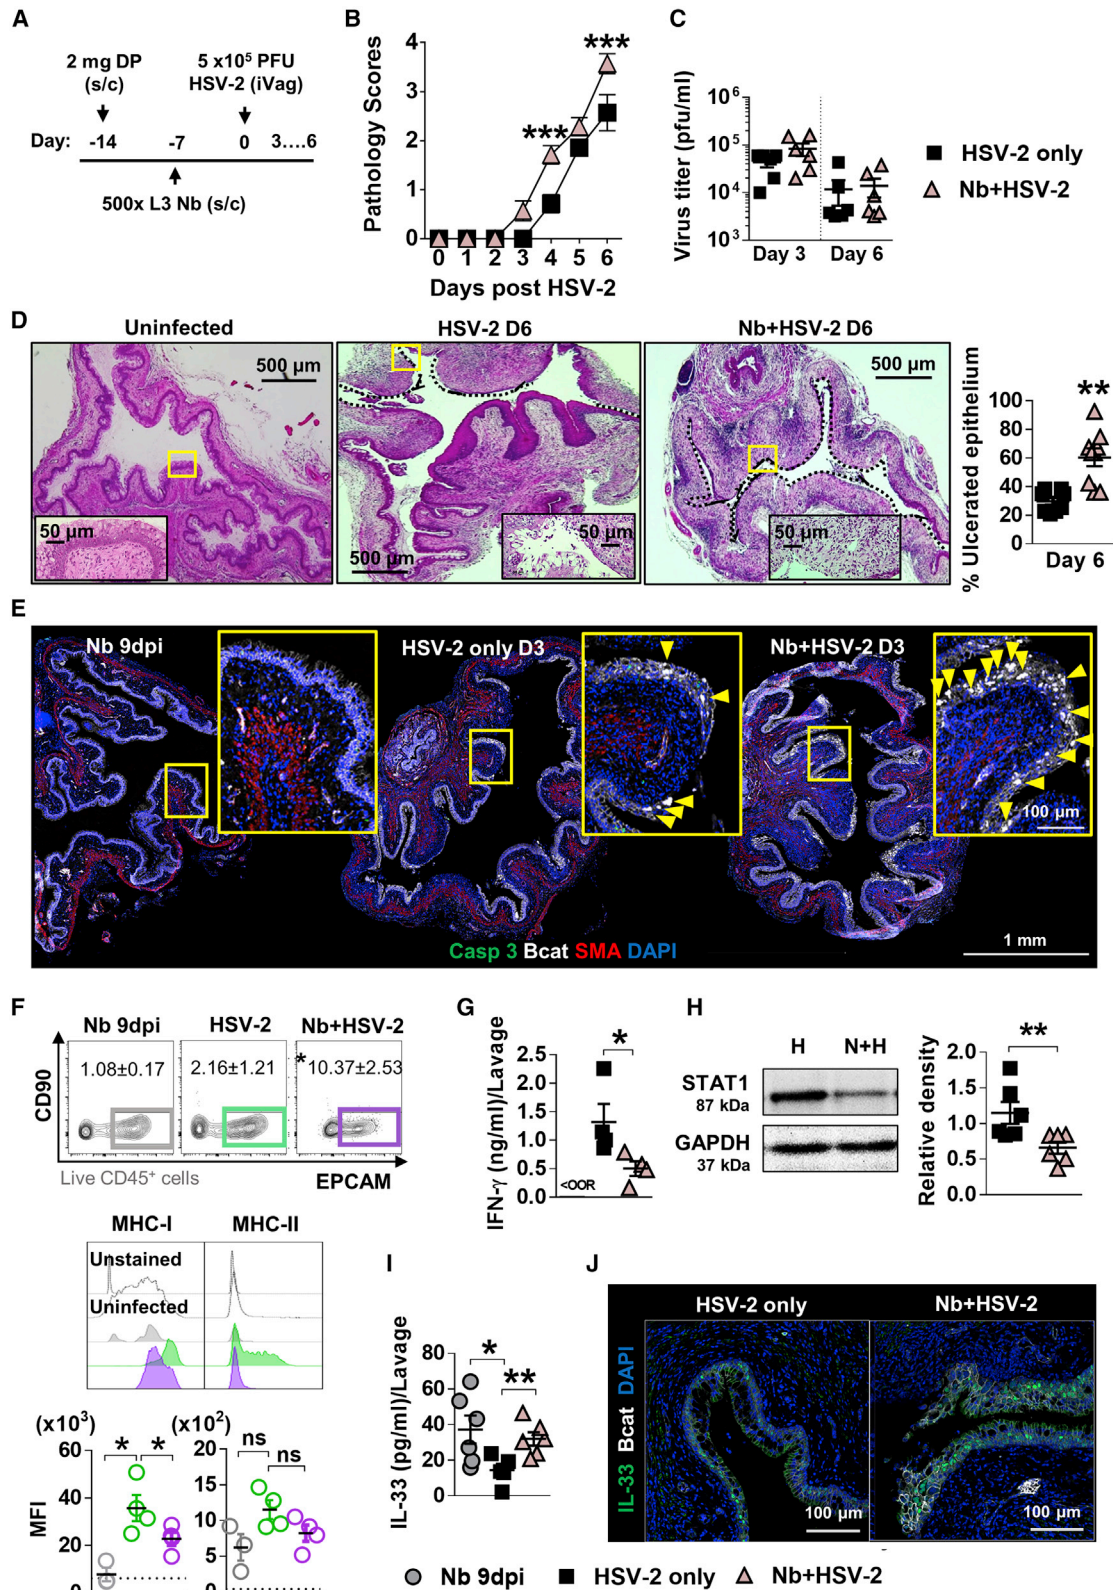 A
2 mg DP
(s/c)
5 x10⁵ PFU
HSV-2 (iVag)
Day: -14 -7 0 3....6
500x L3 Nb (s/c)
B
Pathology Scores
4
3
2
1
0
***
***
0 1 2 3 4 5 6
Days post HSV-2
C
Virus titer (pfu/ml)
10⁶
10⁵
10⁴
10³
Day 3 Day 6
HSV-2 only
Nb+HSV-2
D
Uninfected
500 µm
50 µm
HSV-2 D6
500 µm
50 µm
Nb+HSV-2 D6
500 µm
50 µm
% Ulcerated epithelium
100
80
60
40
20
0
**
Day 6
E
Nb 9dpi
HSV-2 only D3
Nb+HSV-2 D3
100 µm
Casp 3 Bcat SMA DAPI
1 mm
F
Nb 9dpi HSV-2 Nb+HSV-2
CD90
1.08±0.17
2.16±1.21
*10.37±2.53
Live CD45⁺ cells
EPCAM
MHC-I MHC-II
Unstained
Uninfected
(x10³)
MFI
60
40
20
0
* *
(x10²)
20
15
10
5
0
ns
ns
G
IFN-γ (ng/ml)/Lavage
2.5
2.0
1.5
1.0
0.5
0.0
*
<OOR
H
H N+H
STAT1
87 kDa
GAPDH
37 kDa
Relative density
2.0
1.5
1.0
0.5
0.0
**
I
IL-33 (pg/ml)/Lavage
80
60
40
20
0
*
**
J
HSV-2 only
Nb+HSV-2
IL-33 Bcat DAPI
100 µm
100 µm
Nb 9dpi HSV-2 only Nb+HSV-2